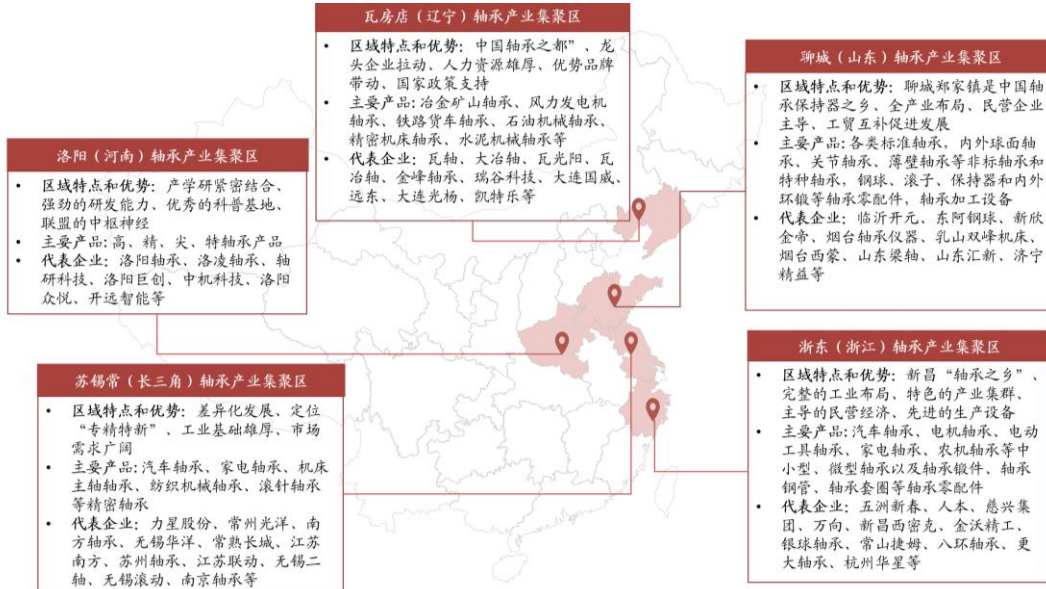 瓦房店（辽宁）轴承产业集聚区
• 区域特点和优势：中国轴承之都”、龙
头企业拉动、人力资源雄厚、优势品牌
带动、国家政策支持
• 主要产品：冶金矿山轴承、风力发电机
轴承、铁路货车轴承、石油机械轴承、
精密机床轴承、水泥机械轴承等
• 代表企业：瓦轴、大冶轴、瓦光阳、瓦
冶轴、金峰轴承、瑞谷科技、大连国威、
远东、大连光杨、凯特乐等
聊城（山东）轴承产业集聚区
• 区域特点和优势：聊城郑家镇是中国轴
承保持器之乡、全产业布局、民营企业
主导、工贸互补促进发展
• 主要产品：各类标准轴承，内外球面轴
承、关节轴承、薄壁轴承等非标轴承和
特种轴承，钢球、滚子、保持器和内外
环锻等轴承零配件，轴承加工设备
• 代表企业：临沂开元、东阿钢球、新欣
金帝、烟台轴承仪器、乳山双峰机床、
烟台西蒙、山东梁轴、山东汇新、济宁
精益等
洛阳（河南）轴承产业集聚区
• 区域特点和优势：产学研紧密结合、
强劲的研发能力、优秀的科普基地、
联盟的中枢神经
• 主要产品：高、精、尖、特轴承产品
• 代表企业：洛阳轴承、洛凌轴承、轴
研科技、洛阳巨创、中机科技、洛阳
众悦、开远智能等
苏锡常（长三角）轴承产业集聚区
• 区域特点和优势：差异化发展、定位
“专精特新”、工业基础雄厚、市场
需求广阔
• 主要产品：汽车轴承、家电轴承、机床
主轴轴承、纺织机械轴承、滚针轴承
等精密轴承
• 代表企业：力星股份、常州光洋、南
方轴承、无锡华洋、常熟长城、江苏
南方、苏州轴承、江苏联动、无锡二
轴、无锡滚动、南京轴承等
浙东（浙江）轴承产业集聚区
• 区域特点和优势：新昌“轴承之乡”、
完整的工业布局、特色的产业集群、
主导的民营经济、先进的生产设备
• 主要产品：汽车轴承、电机轴承、电动
工具轴承、家电轴承、农机轴承等中
小型、微型轴承以及轴承锻件、轴承
钢管、轴承套圈等轴承零配件
• 代表企业：五洲新春、人本、慈兴集
团、万向、新昌西密克、金沃精工、
银球轴承、常山捷姆、八环轴承、更
大轴承、杭州华星等